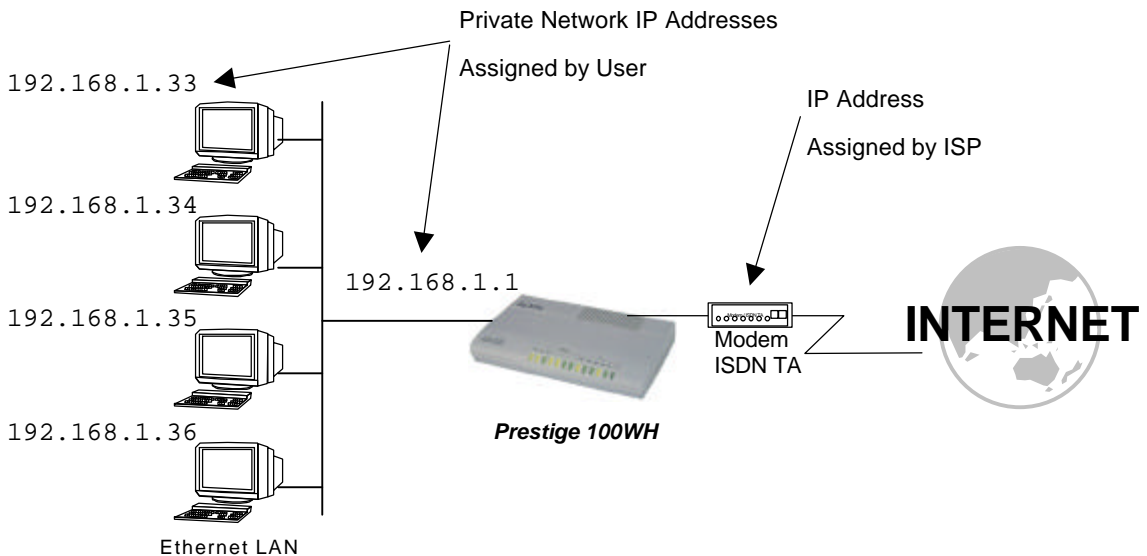 Private Network IP Addresses
Assigned by User
192.168.1.33
IP Address
Assigned by ISP
192.168.1.34
192.168.1.1
192.168.1.35
INTERNET
Modem
ISDN TA
192.168.1.36
Prestige 100WH
Ethernet LAN